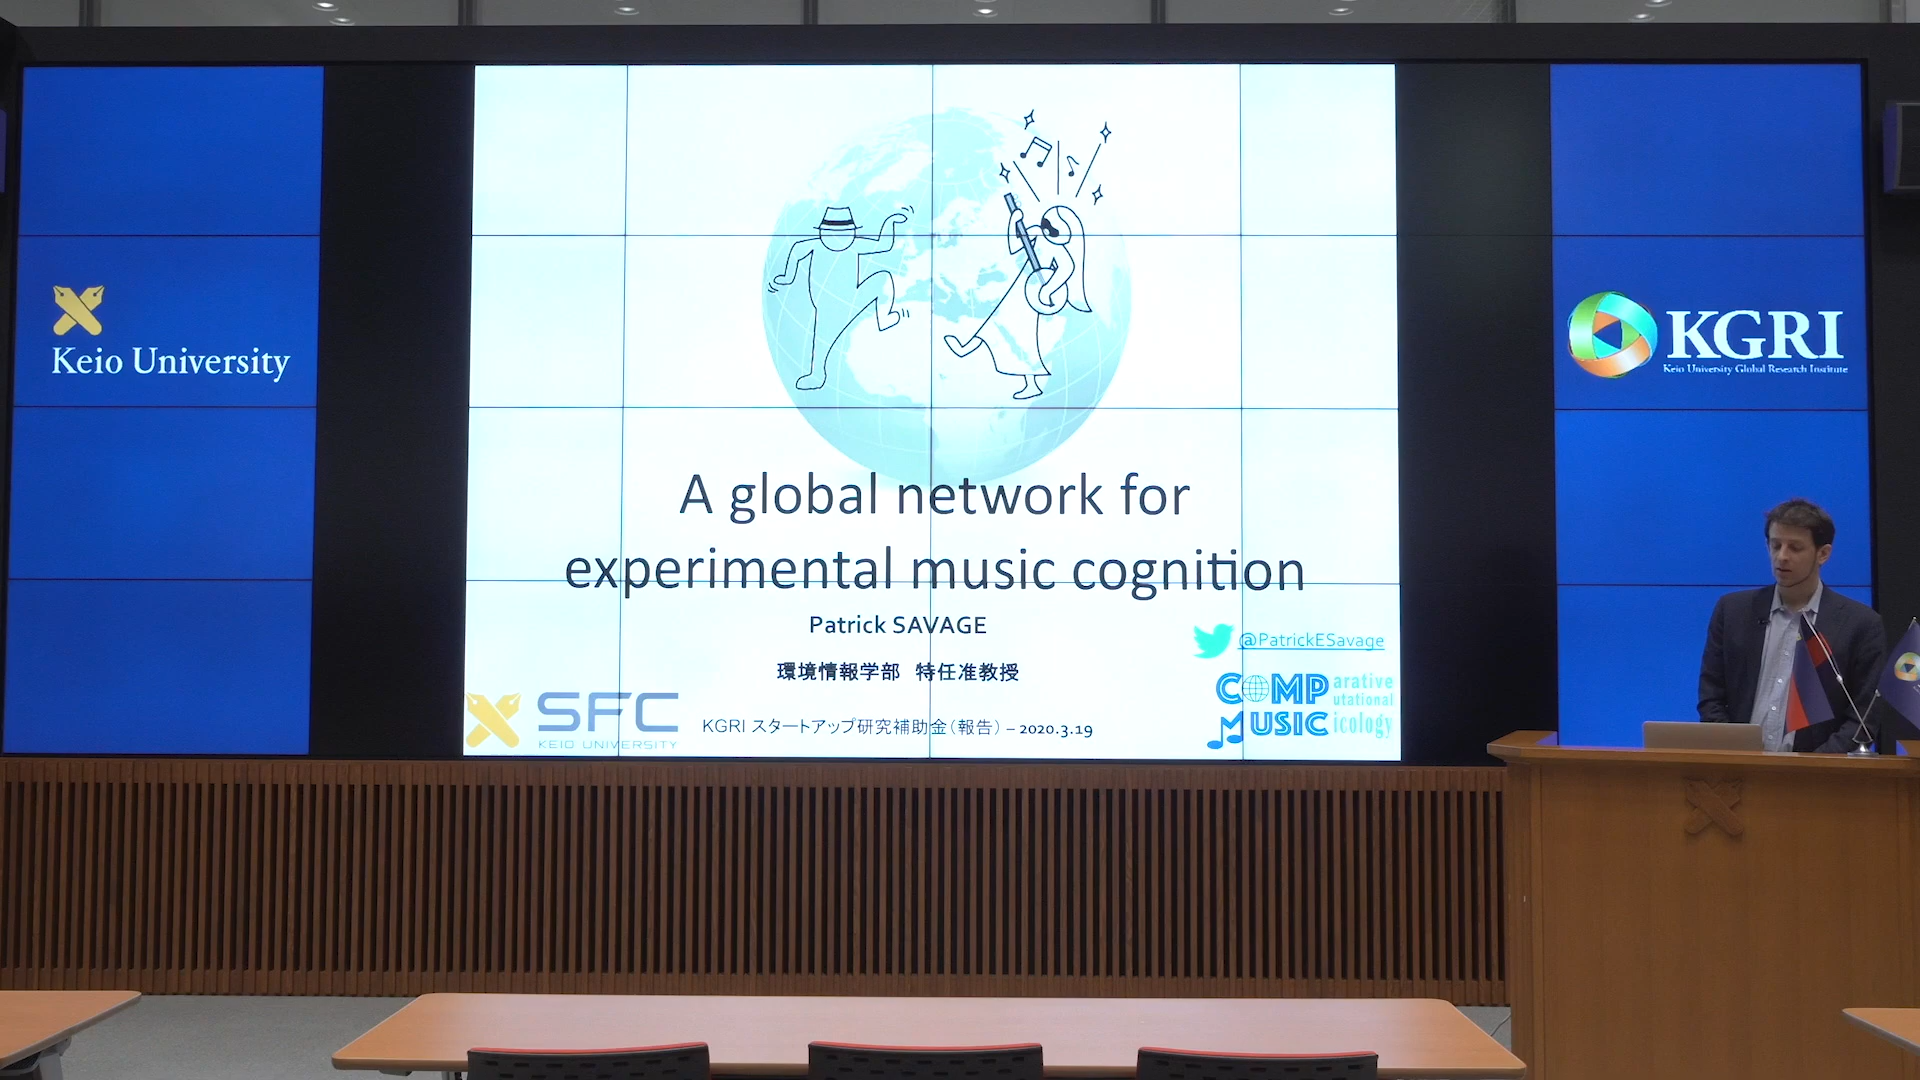 Keio University
KGRI
Keio University Global Research Institute
A global network for
experimental music cognition
Patrick SAVAGE
環境情報学部 特任准教授
@PatrickESavage
SFC
KEIO UNIVERSITY
KGRI スタートアップ研究補助金（報告） – 2020.3.19
COMP arative
utational
MUSIC icology